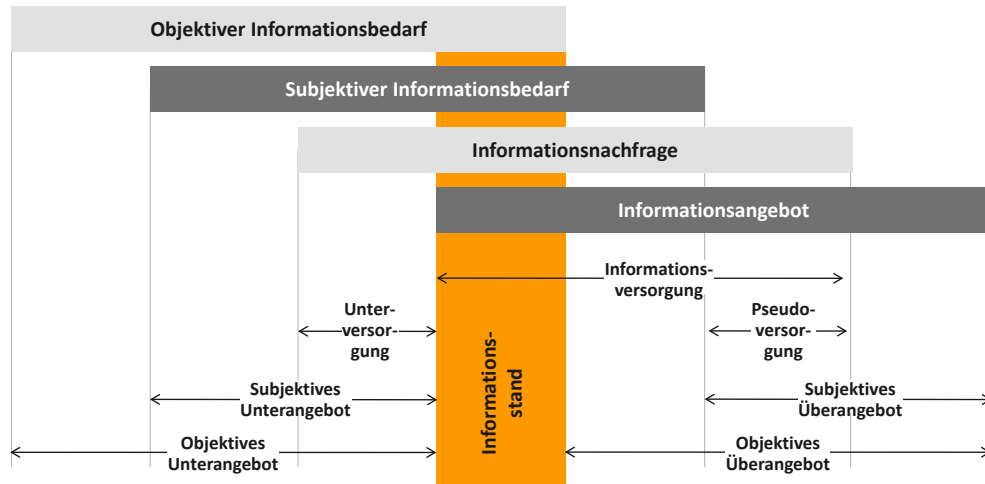 Objektiver Informationsbedarf
Subjektiver Informationsbedarf
Informationsnachfrage
Informationsangebot
Informations-
versorgung
Unter-
versor-
gung
Pseudo-
versor-
gung
Informations-
stand
Subjektives
Unterangebot
Subjektives
Überangebot
Objektives
Unterangebot
Objektives
Überangebot